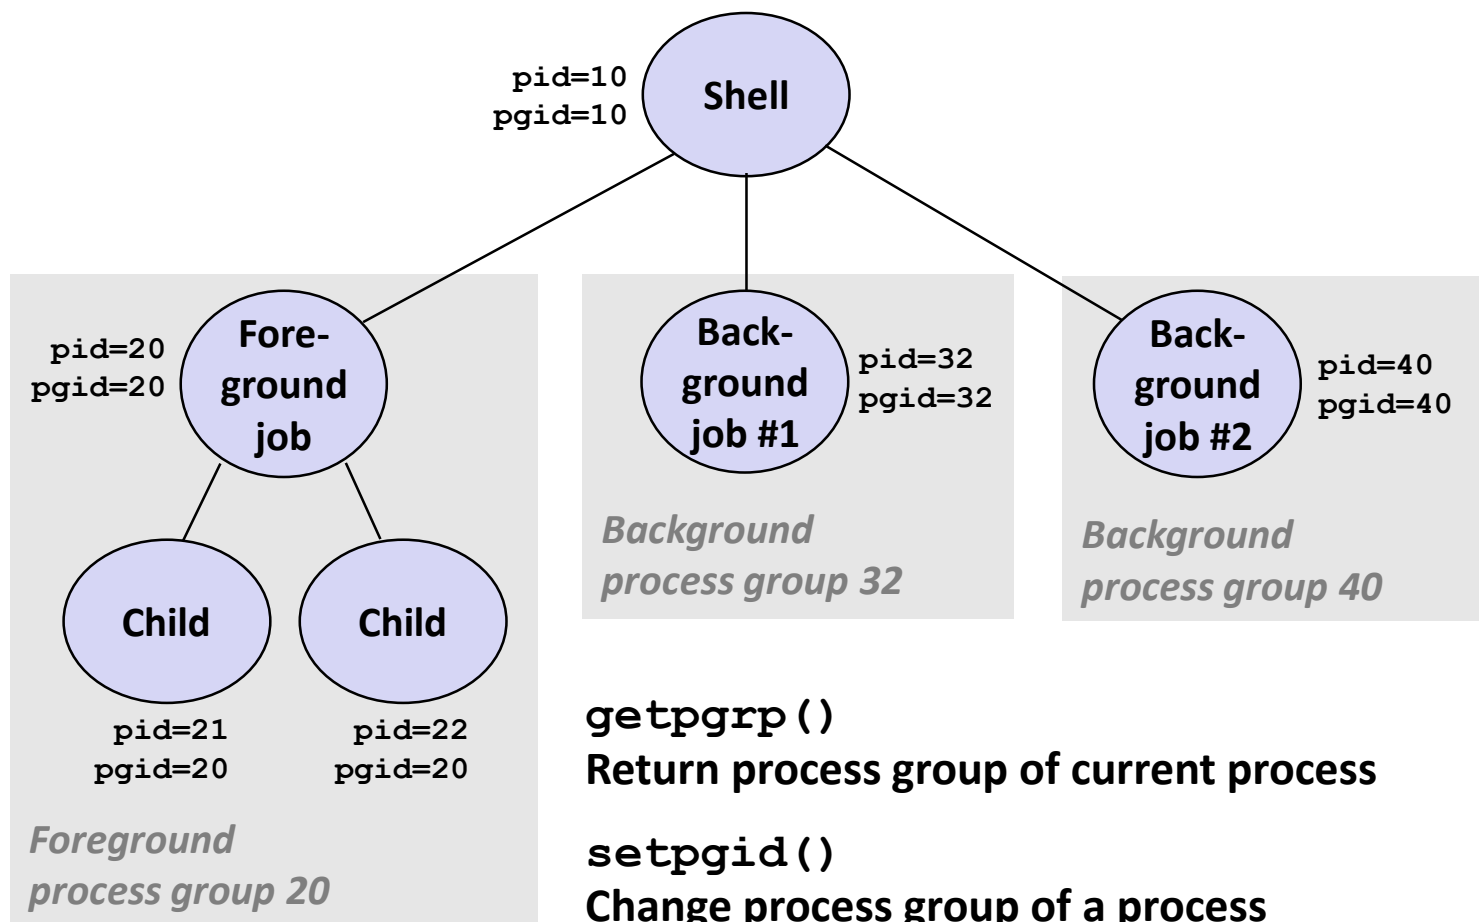 pid=10
pgid=10
Shell
pid=20
pgid=20
Fore-
ground
job
Back-
ground
job #1
pid=32
pgid=32
Back-
ground
job #2
pid=40
pgid=40
Background
process group 32
Background
process group 40
Child
Child
pid=21
pgid=20
pid=22
pgid=20
Foreground
process group 20
getpgrp()
Return process group of current process
setpgid()
Change process group of a process